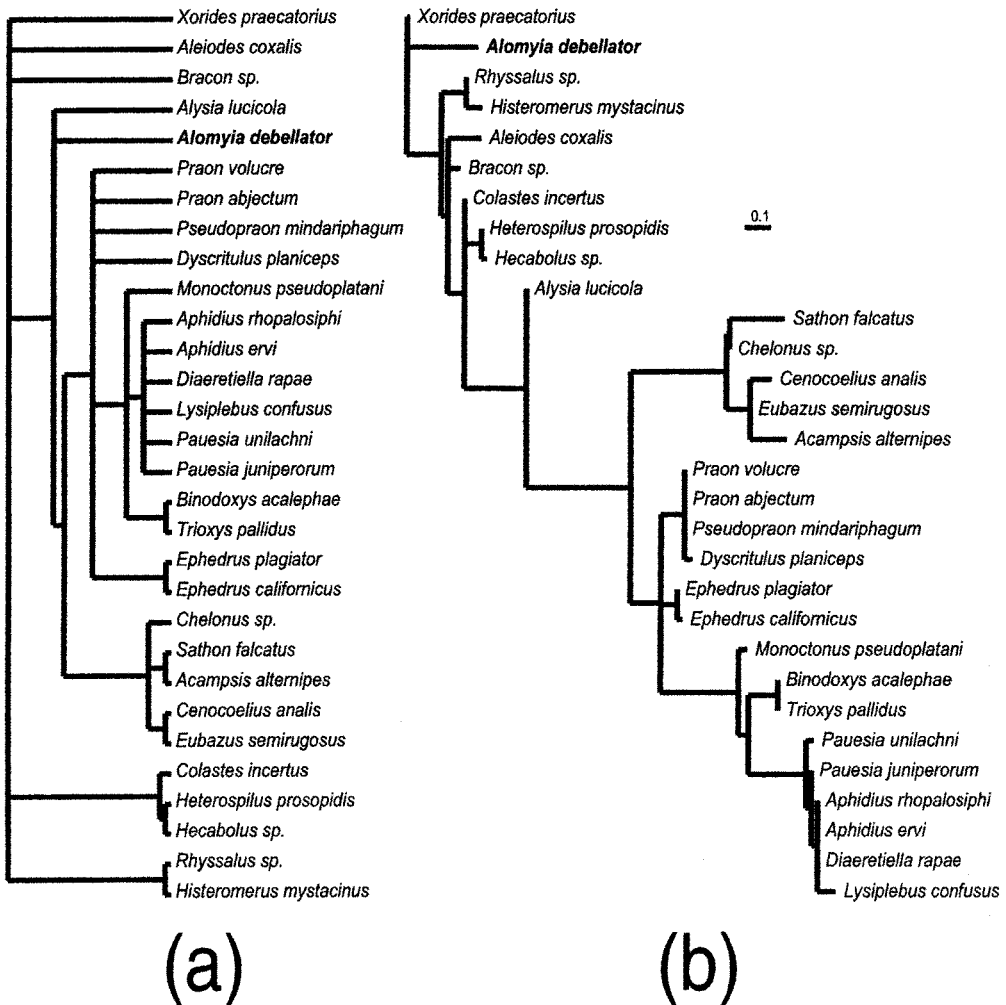 Xorides praecatorius
Aleiodes coxalis
Bracon sp.
Alysia lucicola
Alomyia debellator
Praon volucre
Praon abjectum
Pseudopraon mindariphagum
Dyscritulus planiceps
Monoctonus pseudoplatani
Aphidius rhopalosiphi
Aphidius ervi
Diaeretiella rapae
Lysiplebus confusus
Pauesia unilachni
Pauesia juniperorum
Binodoxys acalephae
Trioxys pallidus
Ephedrus plagiator
Ephedrus californicus
Chelonus sp.
Sathon falcatus
Acampsis alternipes
Cenocoelius analis
Eubazus semirugosus
Colastes incertus
Heterospilus prosopidis
Hecabolus sp.
Rhyssalus sp.
Histeromerus mystacinus
(a)
Xorides praecatorius
Alomyia debellator
Rhyssalus sp.
Histeromerus mystacinus
Aleiodes coxalis
Bracon sp.
Colastes incertus
0.1
Heterospilus prosopidis
Hecabolus sp.
Alysia lucicola
Sathon falcatus
Chelonus sp.
Cenocoelius analis
Eubazus semirugosus
Acampsis alternipes
Praon volucre
Praon abjectum
Pseudopraon mindariphagum
Dyscritulus planiceps
Ephedrus plagiator
Ephedrus californicus
Monoctonus pseudoplatani
Binodoxys acalephae
Trioxys pallidus
Pauesia unilachni
Pauesia juniperorum
Aphidius rhopalosiphi
Aphidius ervi
Diaeretiella rapae
Lysiplebus confusus
(b)